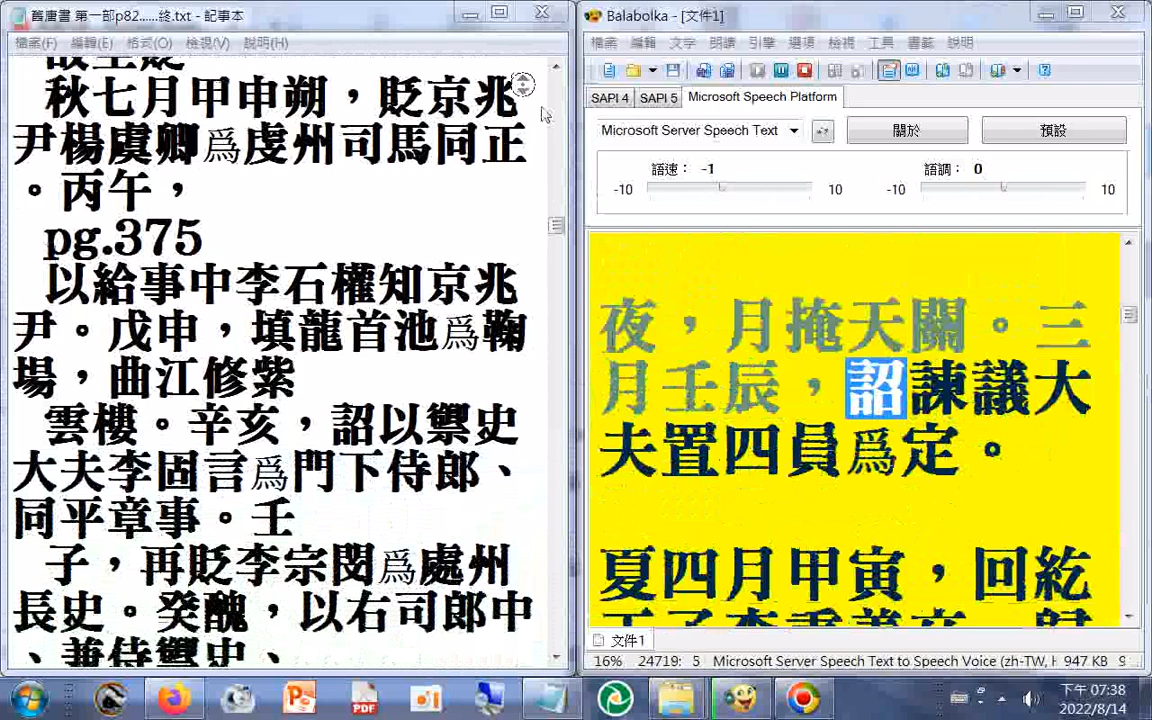 舊唐書 第一部p82......終.txt - 記事本
檔案(F) 編輯(E) 格式(O) 檢視(V) 說明(H)
秋七月甲申朔，貶京兆
尹楊虞卿爲虔州司馬同正
。丙午，
pg.375
以給事中李石權知京兆
尹。戊申，填龍首池爲鞠
場，曲江修紫
雲樓。辛亥，詔以禦史
大夫李固言爲門下侍郎、
同平章事。壬
子，再貶李宗閔爲處州
長史。癸醜，以右司郎中
、兼侍禦史、
Balabolka - [文件1]
檔案 編輯 文字 朗讀 引擎 選項 檢視 工具 書籤 說明
SAPI 4 SAPI 5 Microsoft Speech Platform
Microsoft Server Speech Text 關於 預設
語速： -1 語調： 0
-10 10 -10 10
夜，月掩天關。三
月壬辰，詔諫議大
夫置四員爲定。
夏四月甲寅，回紇
文件1
16% 24719: 5 Microsoft Server Speech Text to Speech Voice (zh-TW, H 947 KB 9
下午 07:38
2022/8/14